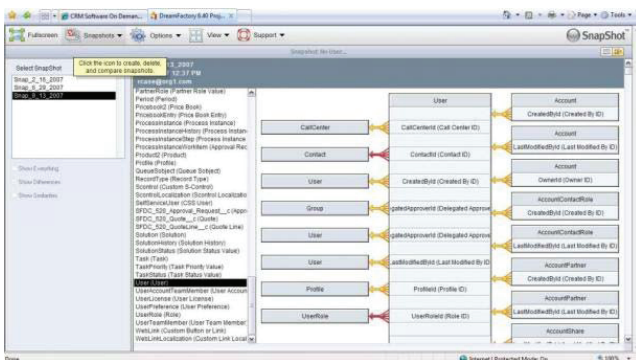 CRM Software On Deman...
DreamFactory 8.40 Proj...
Page
Tools
Fullscreen
Snapshots
Options
View
Support
SnapShot
Snapshot: No User...
Select SnapShot
Click the icon to create, delete,
and compare snapshots.
Snap_2_16_2007
Snap_6_20_2007
Snap_9_13_2007
Show Everything
Show Differences
Show Similarities
12:37 PM
PartnerRole (Partner Role Value)
Period (Period)
Pricebook2 (Price Book)
PricebookEntry (Price Book Entry)
ProcessInstance (Process Instance)
ProcessInstanceHistory (Process Instan
ProcessInstanceStep (Process Instance
ProcessInstanceWorkitem (Approval Rec
Product2 (Product)
Profile (Profile)
QueueSobject (Queue Sobject)
RecordType (Record Type)
Scontrol (Custom S-Control)
ScontrolLocalization (Scontrol Localizatio
SelfServiceUser (CSS User)
SFDC_520_Approval_Request__c (Appr
SFDC_520_Quote__c (Quote)
SFDC_520_QuoteLine__c (Quote Line)
Solution (Solution)
SolutionHistory (Solution History)
SolutionStatus (Solution Status Value)
Task (Task)
TaskPriority (Task Priority Value)
TaskStatus (Task Status Value)
User (User)
UserAccountTeamMember (User Accoun
UserLicense (User License)
UserPreference (User Preference)
UserRole (Role)
UserTeamMember (User Team Member
WebLink (Custom Button or Link)
WebLinkLocalization (Custom Link Local
CallCenter
Contact
User
Group
User
User
Profile
UserRole
User
CallCenterId (Call Center ID)
ContactId (Contact ID)
CreatedById (Created By ID)
gatedApproverId (Delegated Approve
gatedApproverId (Delegated Approve
astModifiedById (Last Modified By ID
ProfileId (Profile ID)
UserRoleId (Role ID)
Account
CreatedById (Created By ID)
Account
LastModifiedById (Last Modified By ID)
Account
OwnerId (Owner ID)
AccountContactRole
CreatedById (Created By ID)
AccountContactRole
LastModifiedById (Last Modified By ID)
AccountPartner
CreatedById (Created By ID)
AccountPartner
LastModifiedById (Last Modified By ID)
AccountShare
Done
Internet | Protected Mode: On
100%